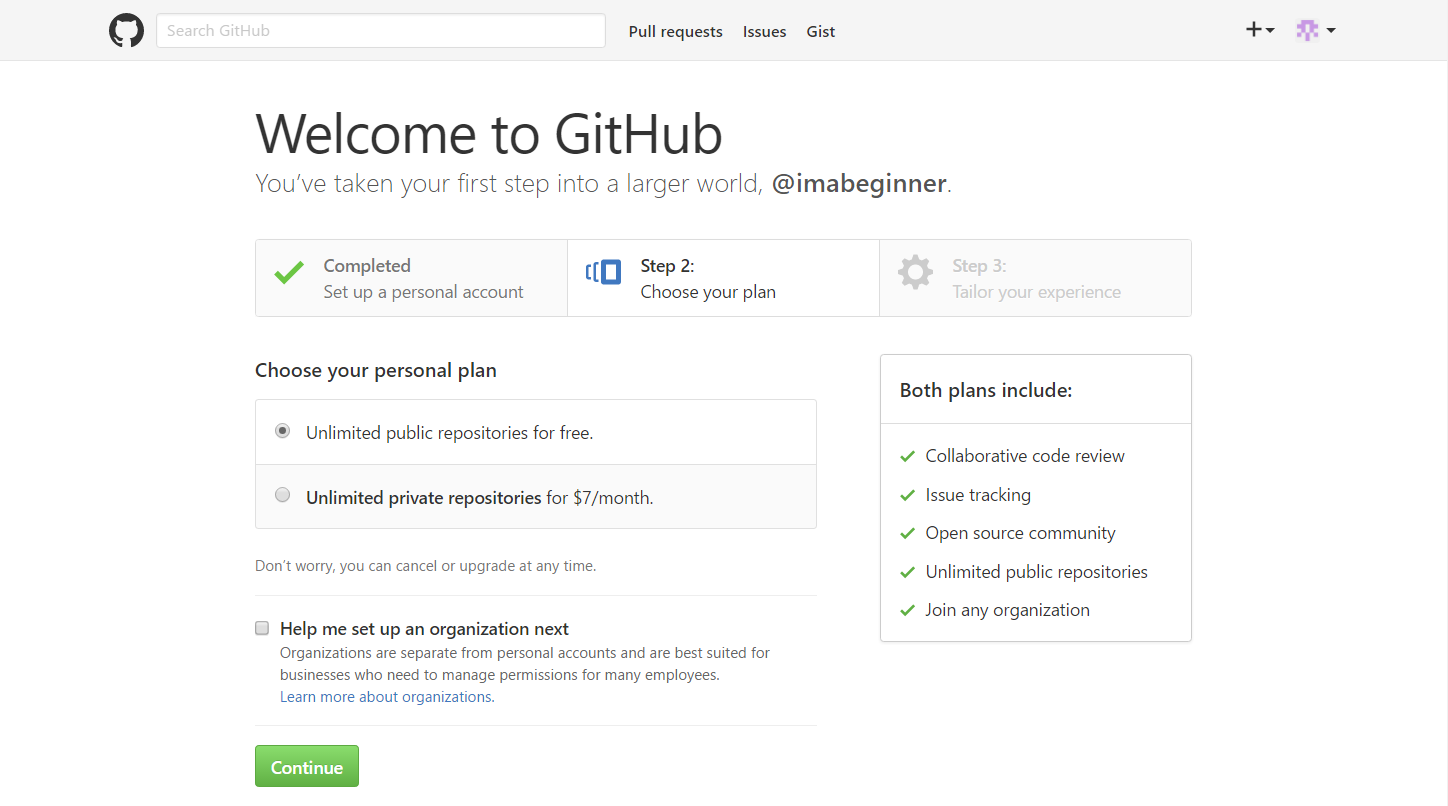 Search GitHub
Pull requests Issues Gist
Welcome to GitHub
You’ve taken your first step into a larger world, @imabeginner.
Completed
Set up a personal account
Step 2:
Choose your plan
Step 3:
Tailor your experience
Choose your personal plan
Unlimited public repositories for free.
Unlimited private repositories for $7/month.
Don’t worry, you can cancel or upgrade at any time.
Help me set up an organization next
Organizations are separate from personal accounts and are best suited for
businesses who need to manage permissions for many employees.
Learn more about organizations.
Continue
Both plans include:
Collaborative code review
Issue tracking
Open source community
Unlimited public repositories
Join any organization